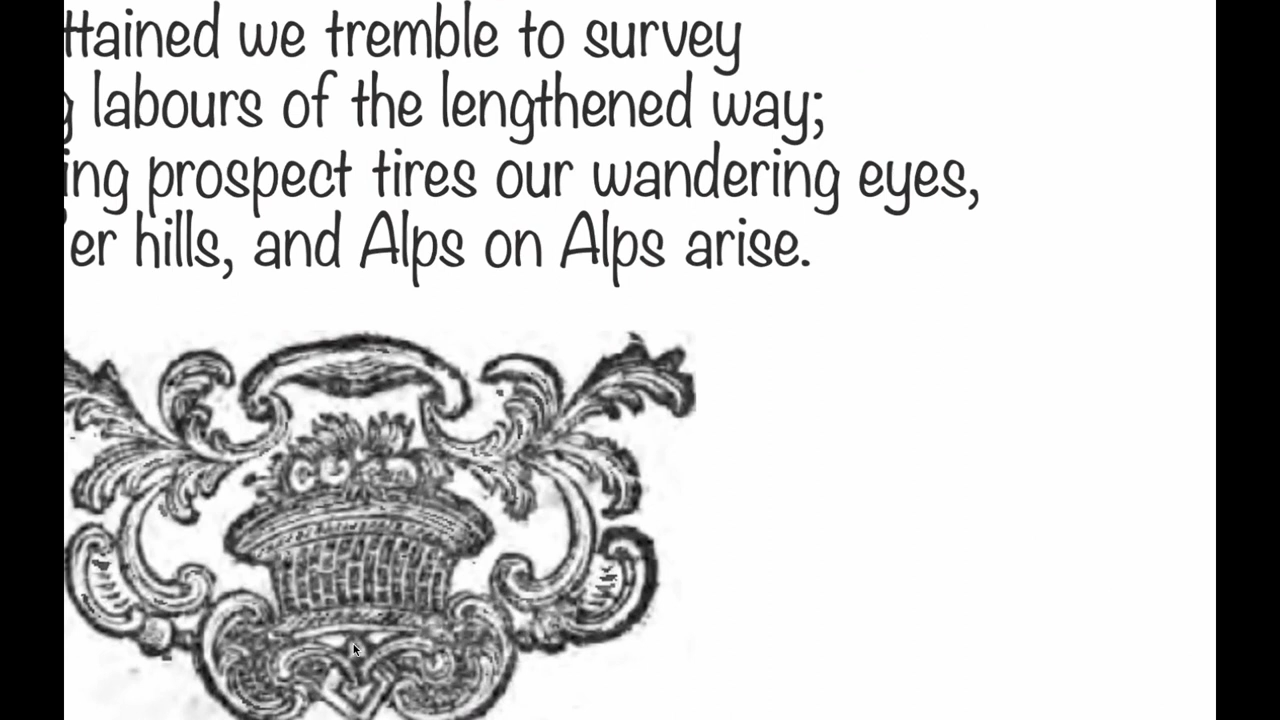 ttained we tremble to survey
labours of the lengthened way;
ing prospect tires our wandering eyes,
er hills, and Alps on Alps arise.